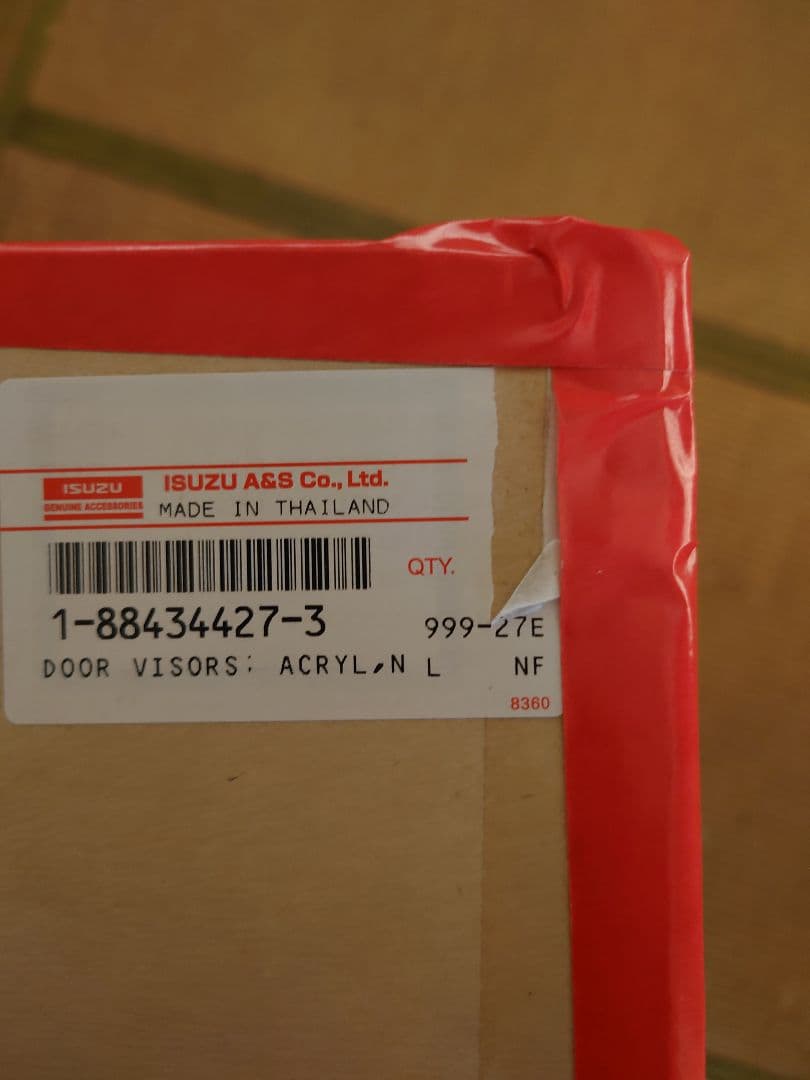 ISUZU
GENUINE ACCESSORIES
ISUZU A&S Co., Ltd.
MADE IN THAILAND
QTY.
1-88434427-3
999-27E
DOOR VISORS: ACRYL,N L NF
8360